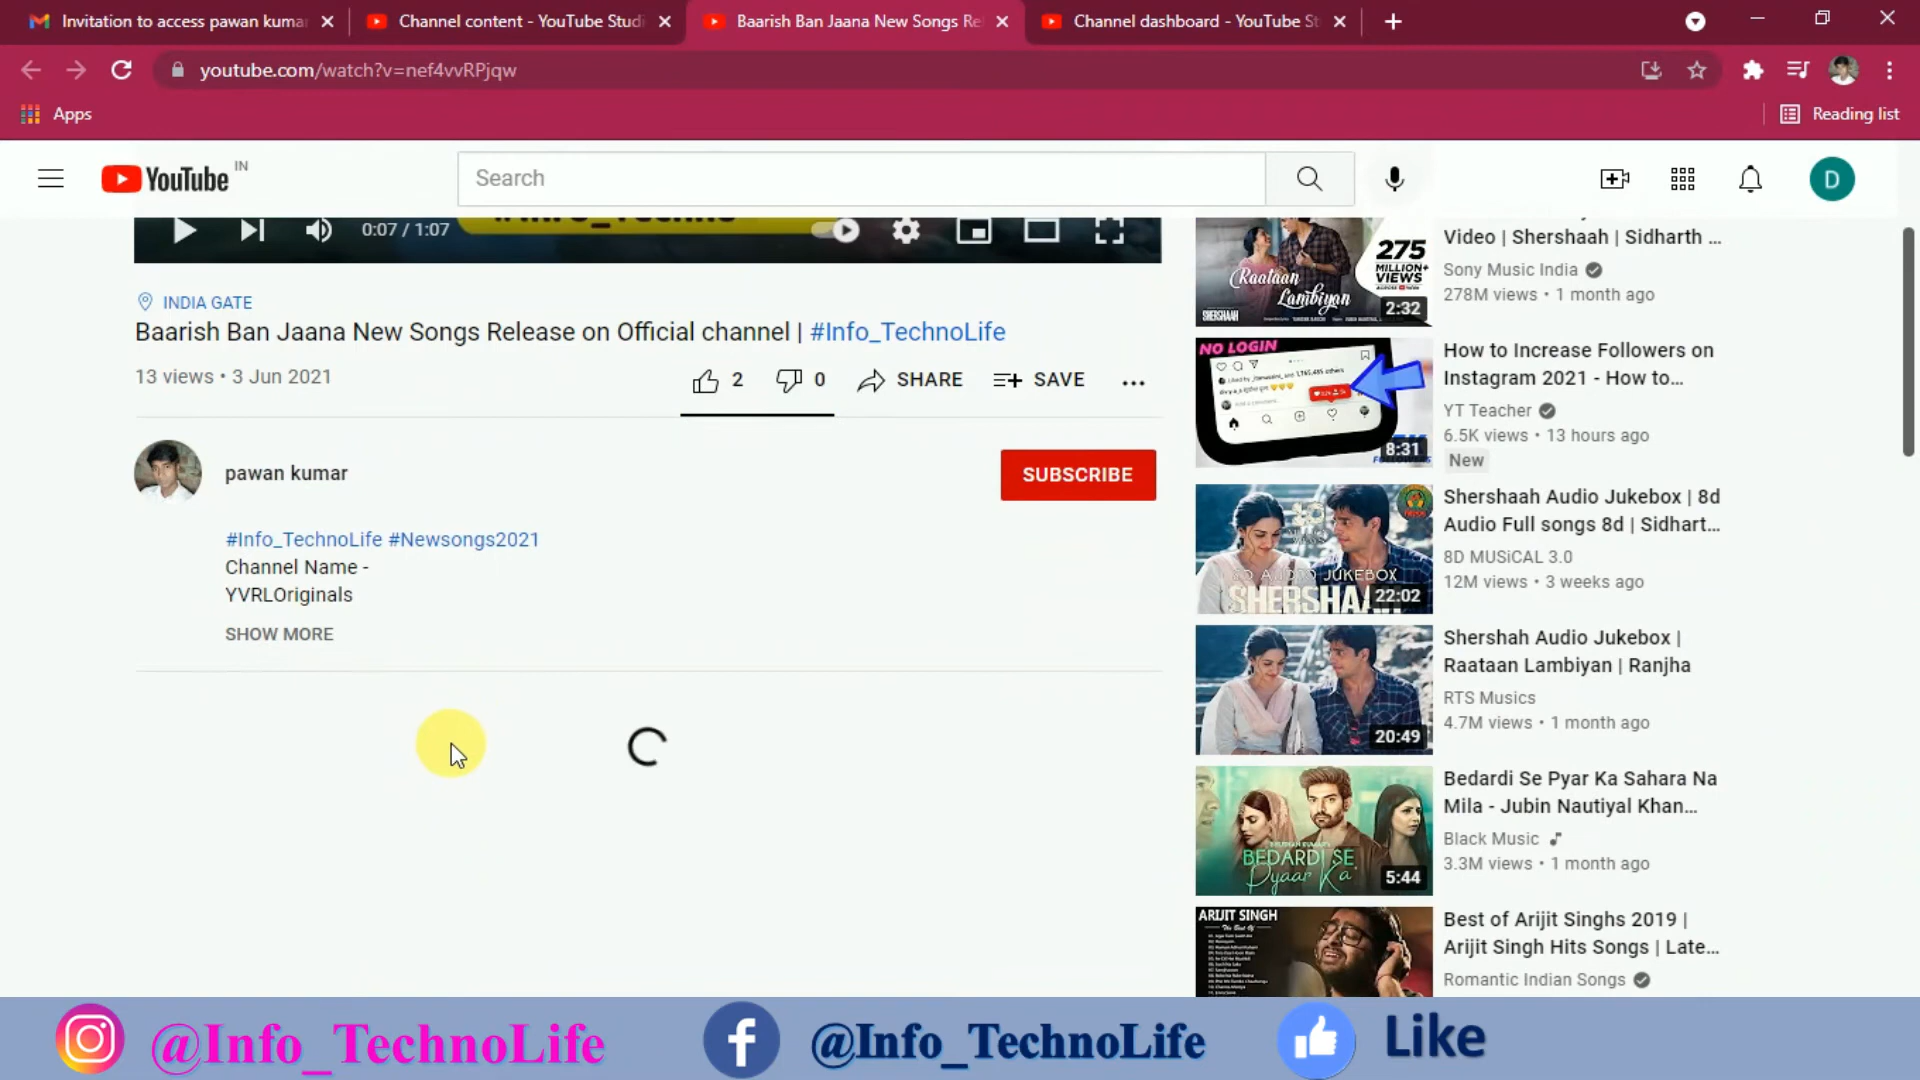 Invitation to access pawan kumar
Channel content - YouTube Studi
Baarish Ban Jaana New Songs Re
Channel dashboard - YouTube St
youtube.com/watch?v=nef4vvRPjqw
Apps
Reading list
YouTube IN
Search
D
0:07 / 1:07
INDIA GATE
Baarish Ban Jaana New Songs Release on Official channel | #Info_TechnoLife
13 views • 3 Jun 2021
2
0
SHARE
SAVE
pawan kumar
SUBSCRIBE
#Info_TechnoLife #Newsongs2021
Channel Name -
YVRLOriginals
SHOW MORE
Raataan
Lambiyan
275
MILLION+
VIEWS
SHERSHAAH
2:32
Video | Shershaah | Sidharth ...
Sony Music India
278M views • 1 month ago
NO LOGIN
8:31
How to Increase Followers on
Instagram 2021 - How to...
YT Teacher
6.5K views • 13 hours ago
New
22:02
Shershaah Audio Jukebox | 8d
Audio Full songs 8d | Sidhart...
8D MUSiCAL 3.0
12M views • 3 weeks ago
20:49
Shershah Audio Jukebox |
Raataan Lambiyan | Ranjha
RTS Musics
4.7M views • 1 month ago
BEDARDI SE
Pyaar Ka
5:44
Bedardi Se Pyar Ka Sahara Na
Mila - Jubin Nautiyal Khan...
Black Music
3.3M views • 1 month ago
ARIJIT SINGH
The Best Of
Best of Arijit Singhs 2019 |
Arijit Singh Hits Songs | Late...
Romantic Indian Songs
@Info_TechnoLife
@Info_TechnoLife
Like